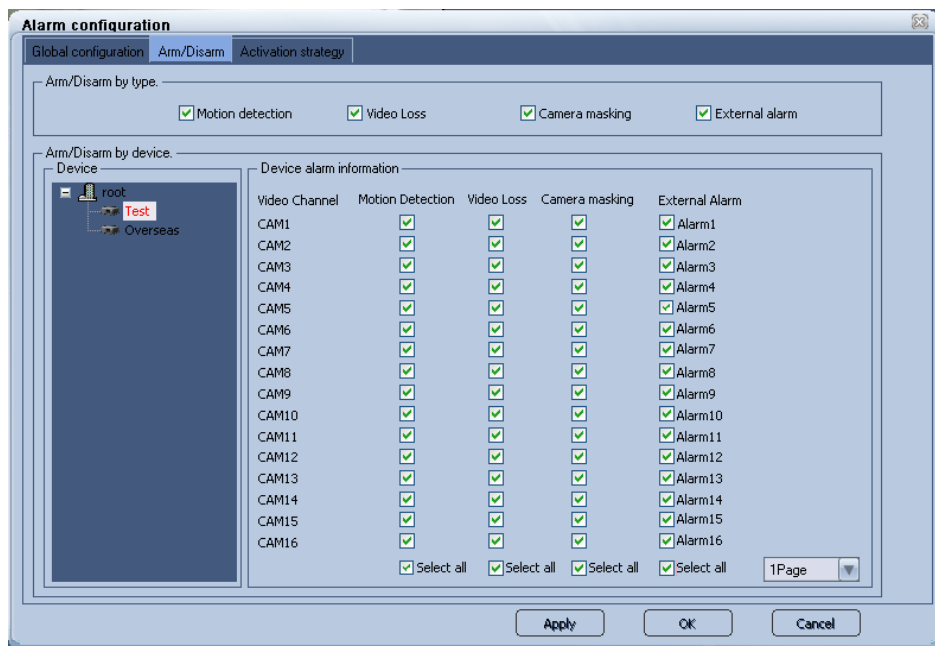 Alarm configuration
Global configuration Arm/Disarm Activation strategy
Arm/Disarm by type.
Motion detection Video Loss Camera masking External alarm
Arm/Disarm by device.
Device Device alarm information
root
Test
Overseas
Video Channel Motion Detection Video Loss Camera masking External Alarm
CAM1 Alarm1
CAM2 Alarm2
CAM3 Alarm3
CAM4 Alarm4
CAM5 Alarm5
CAM6 Alarm6
CAM7 Alarm7
CAM8 Alarm8
CAM9 Alarm9
CAM10 Alarm10
CAM11 Alarm11
CAM12 Alarm12
CAM13 Alarm13
CAM14 Alarm14
CAM15 Alarm15
CAM16 Alarm16
Select all Select all Select all Select all 1Page
Apply OK Cancel